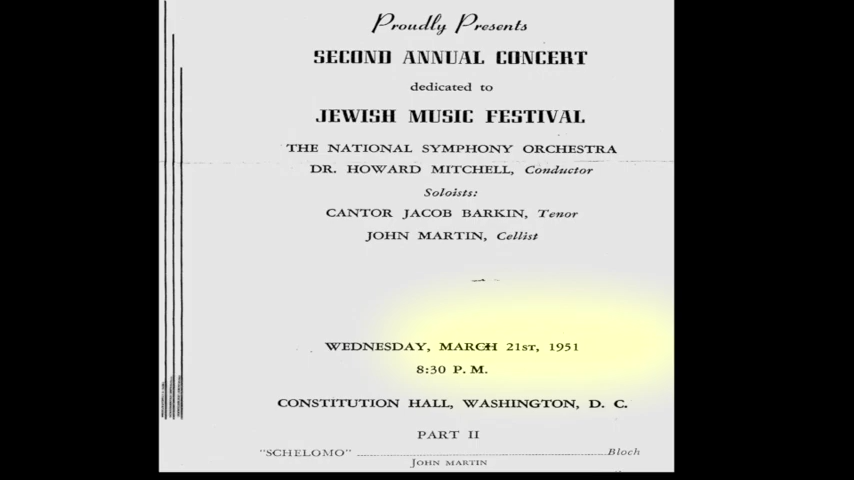 Proudly Presents
SECOND ANNUAL CONCERT
dedicated to
JEWISH MUSIC FESTIVAL
THE NATIONAL SYMPHONY ORCHESTRA
DR. HOWARD MITCHELL, Conductor
Soloists:
CANTOR JACOB BARKIN, Tenor
JOHN MARTIN, Cellist
WEDNESDAY, MARCH 21ST, 1951
8:30 P. M.
CONSTITUTION HALL, WASHINGTON, D. C.
PART II
"SCHELOMO" Bloch
JOHN MARTIN